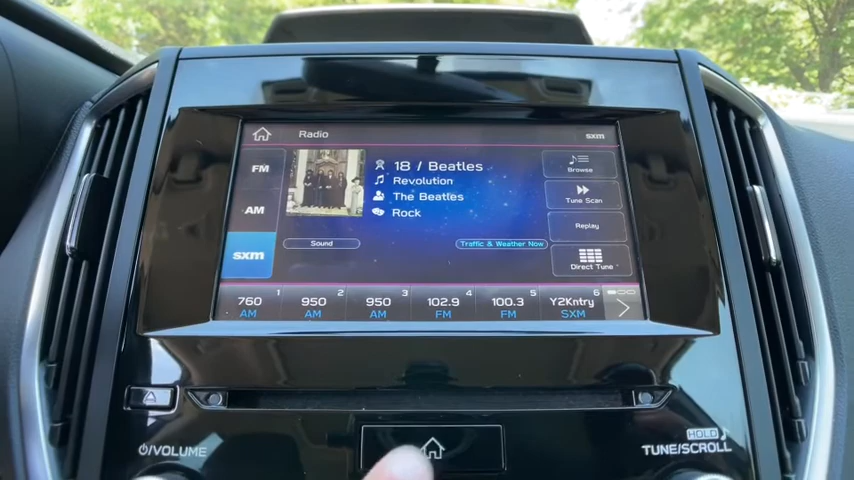 Radio
sxm
FM
AM
sxm
18 / Beatles
Revolution
The Beatles
Rock
Sound
Traffic & Weather Now
Browse
Tune Scan
Replay
Direct Tune
1
760
AM
2
950
AM
3
950
AM
4
102.9
FM
5
100.3
FM
6
Y2Kntry
SXM
/VOLUME
HOLD
TUNE/SCROLL